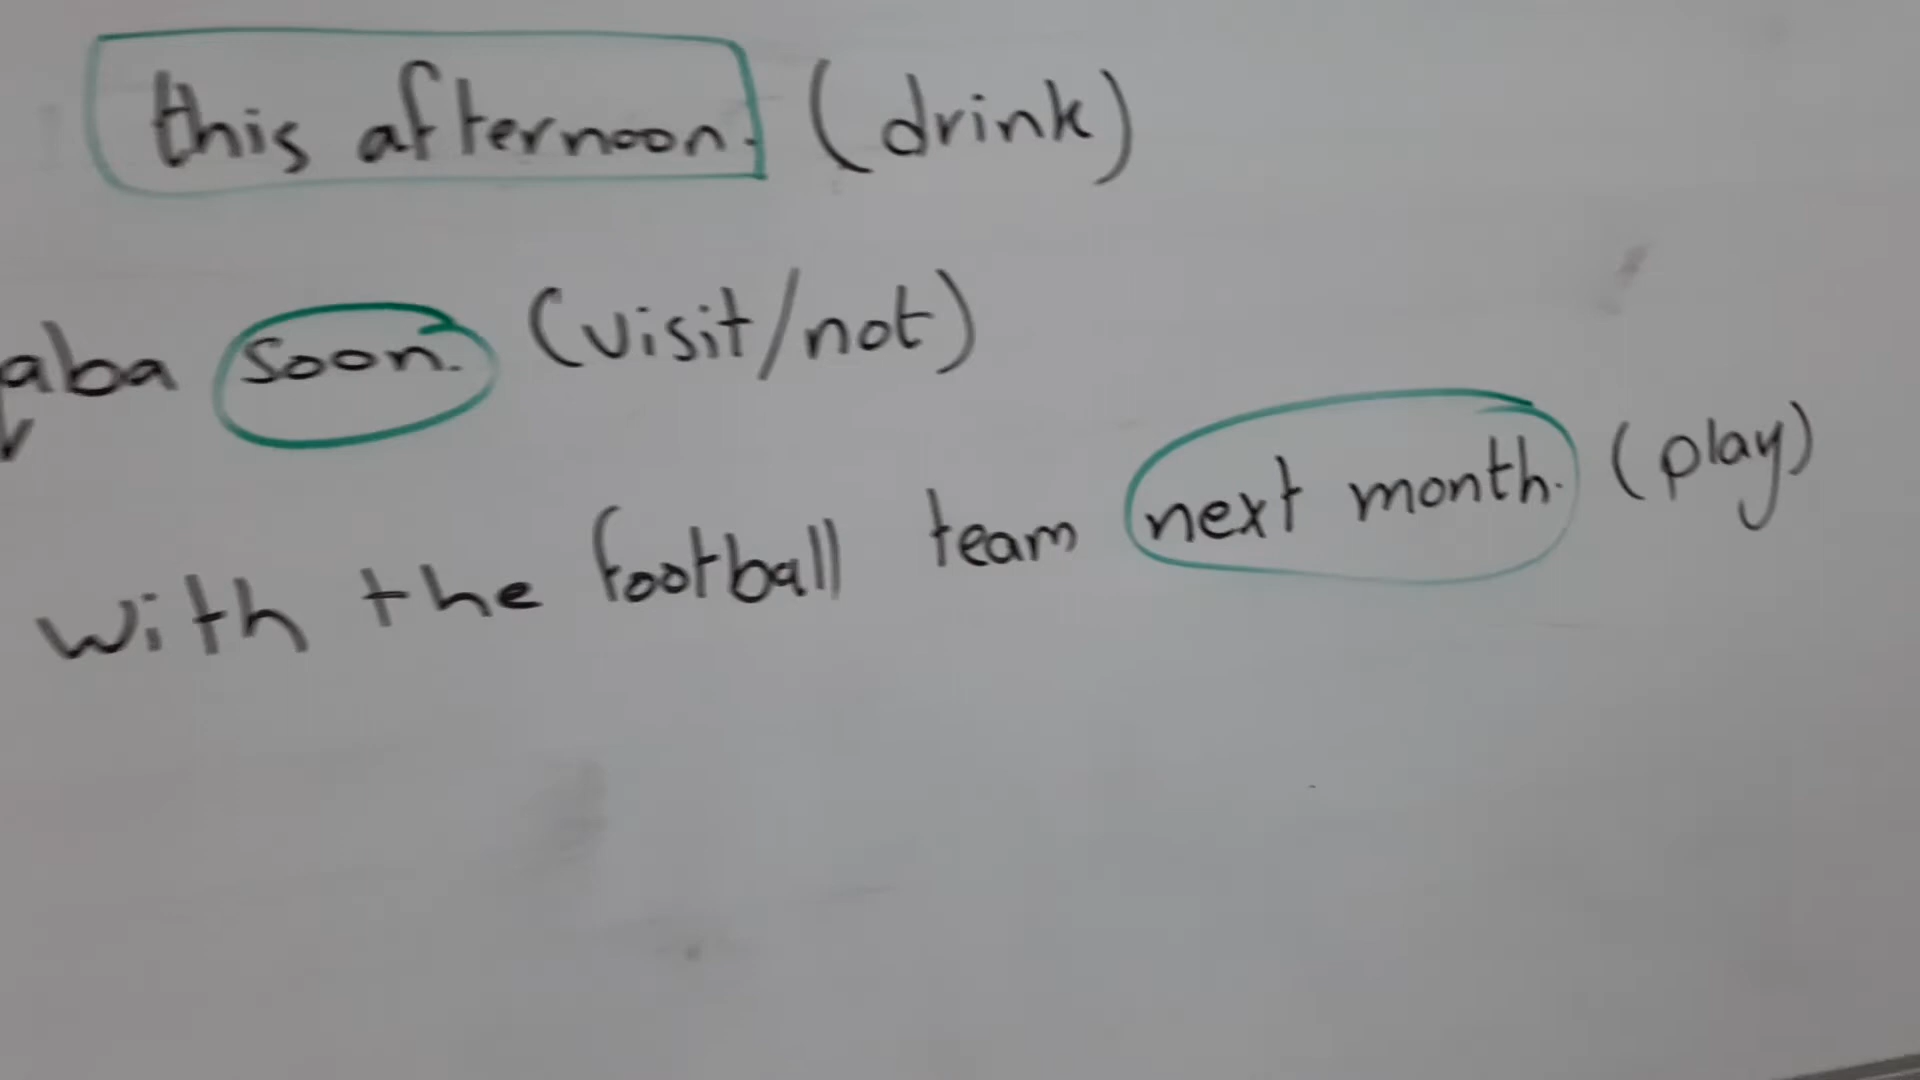 this afternoon. (drink)
aba soon. (visit/not)
with the football team next month. (play)